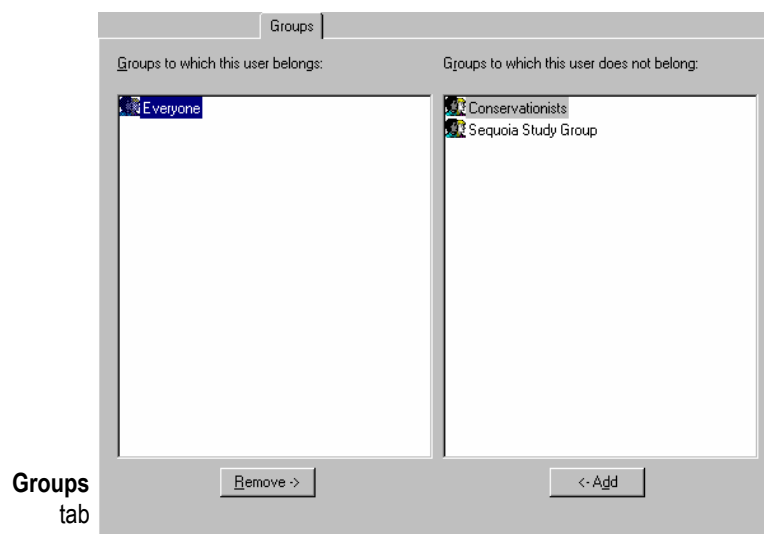 Groups
Groups to which this user belongs:
Groups to which this user does not belong:
Everyone
Conservationists
Sequoia Study Group
Remove ->
<- Add
Groups
tab